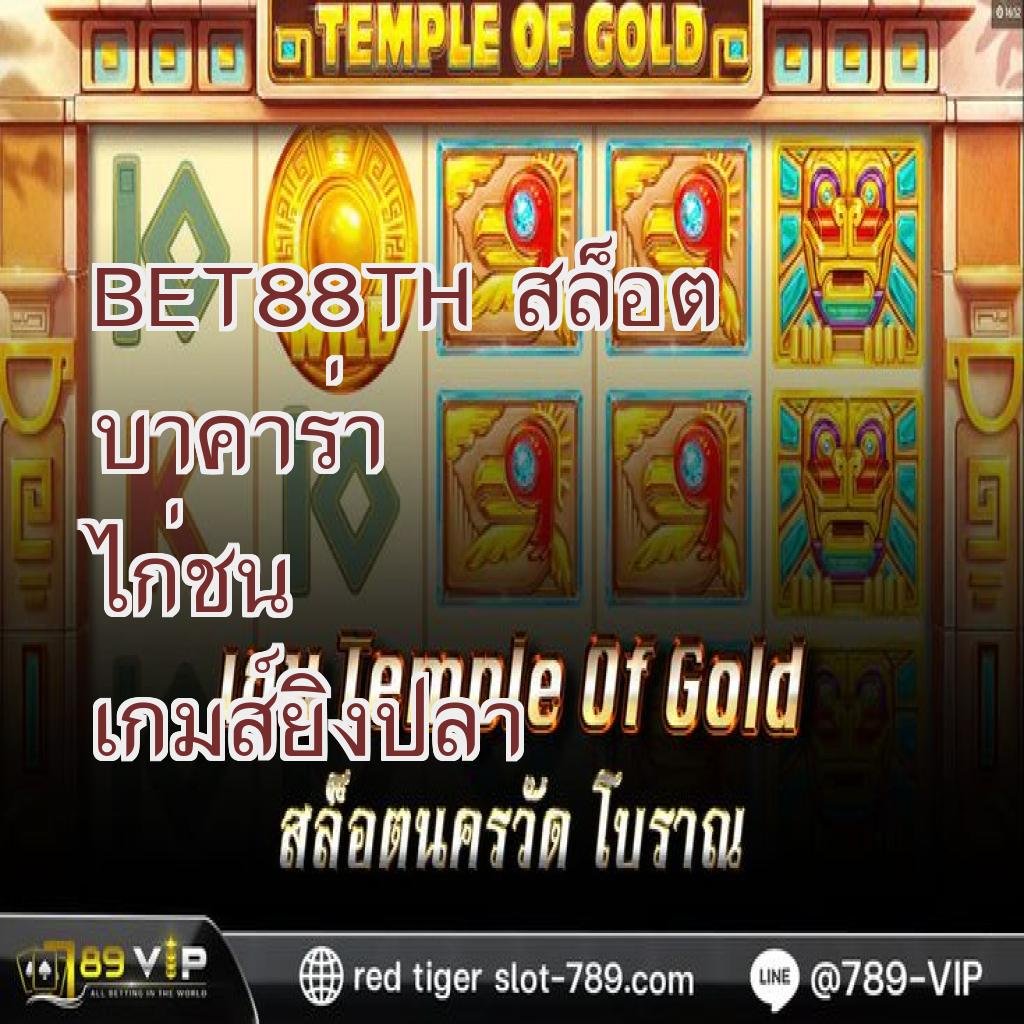 TEMPLE OF GOLD
WILD
K
BET88TH สล็อต
บาคาร่า
ไก่ชน
เกมส์ยิงปลา
Temple Of Gold
สล็อตนครวัด โบราณ
789 VIP
ALL BETTING IN THE WORLD
red tiger slot-789.com
LINE
@789-VIP